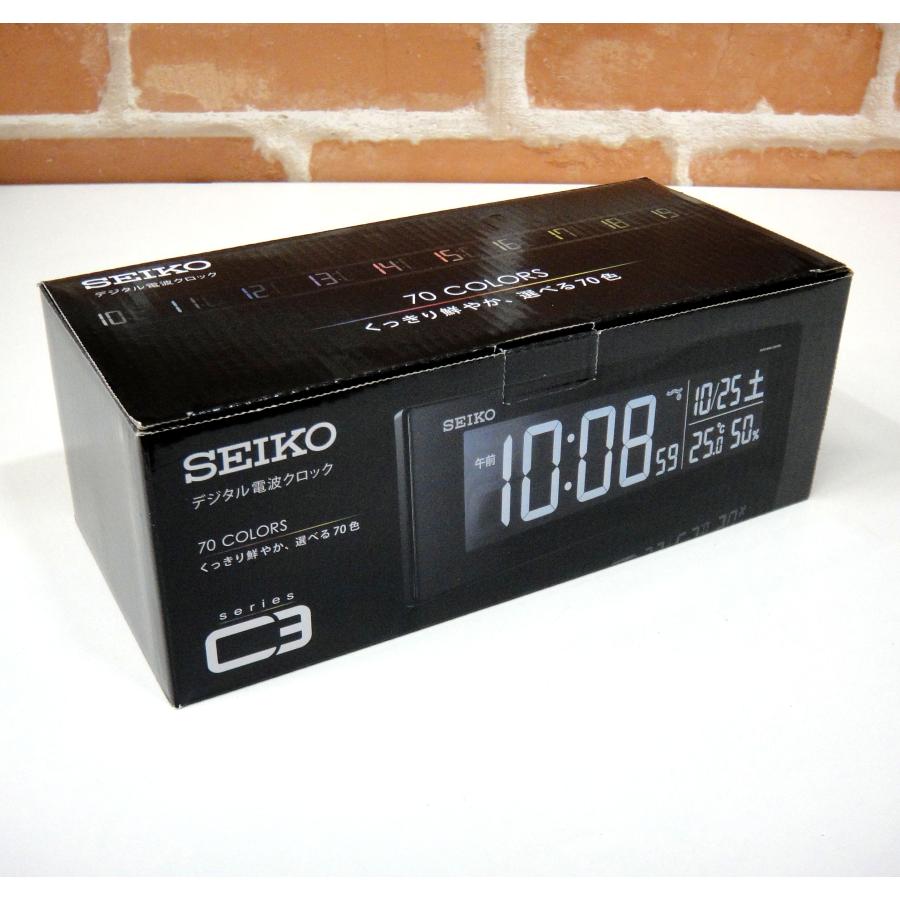 SEIKO
デジタル電波クロック
10 11 12 13 14 15 16 17 18 19
70 COLORS
くっきり鮮やか、選べる70色
SEIKO
デジタル電波クロック
70 COLORS
くっきり鮮やか、選べる70色
series
C3
SEIKO
午前 10:08 59
10/25 土
25.0℃ 50%